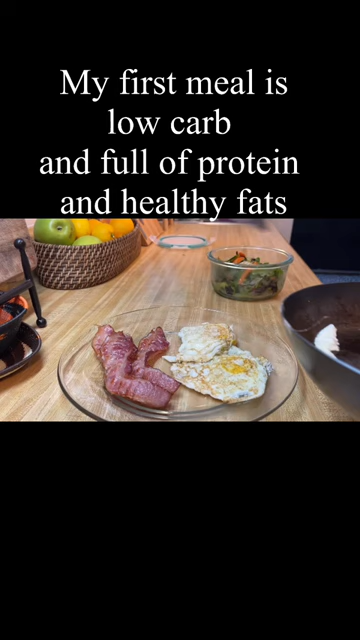 My first meal is
low carb
and full of protein
and healthy fats